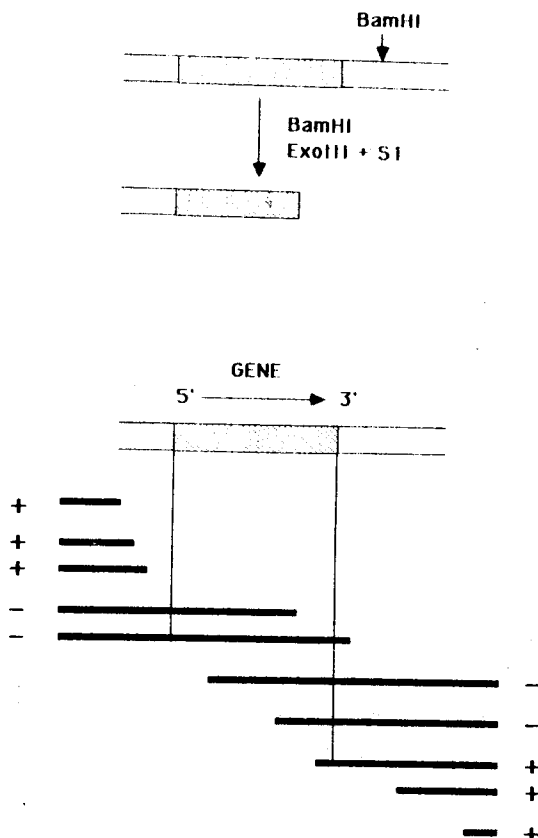 BamHI
BamHI
ExoIII + S1
GENE
5' 3'
+
+
+
−
−
−
−
+
+
+